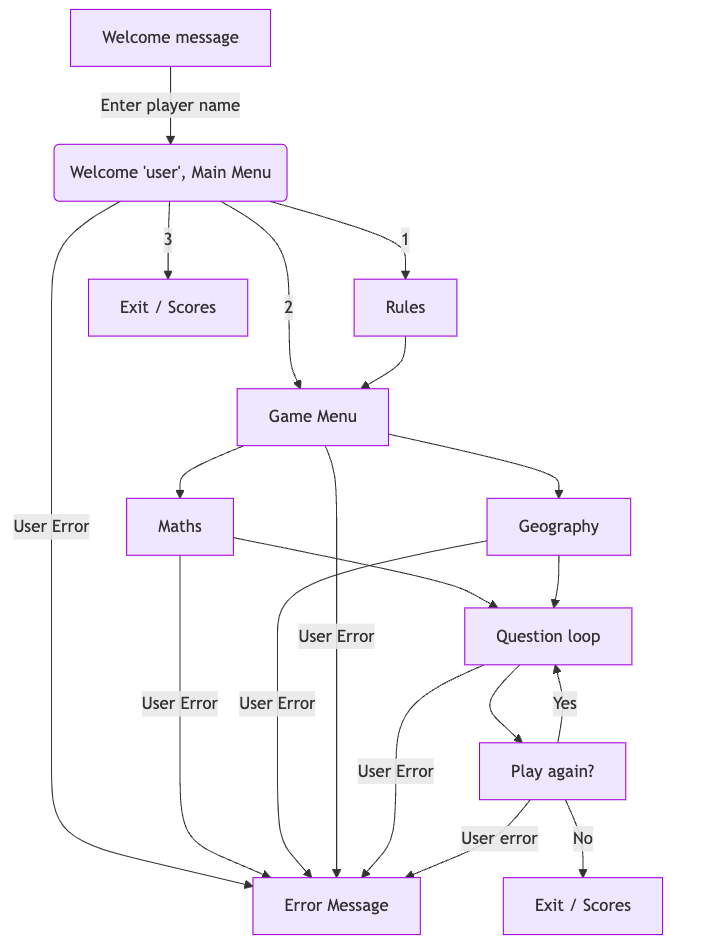 Welcome message
Enter player name
Welcome 'user', Main Menu
3
1
Exit / Scores
2
Rules
Game Menu
Maths
Geography
User Error
Question loop
User Error
User Error
User Error
Yes
User Error
Play again?
User error
No
Error Message
Exit / Scores